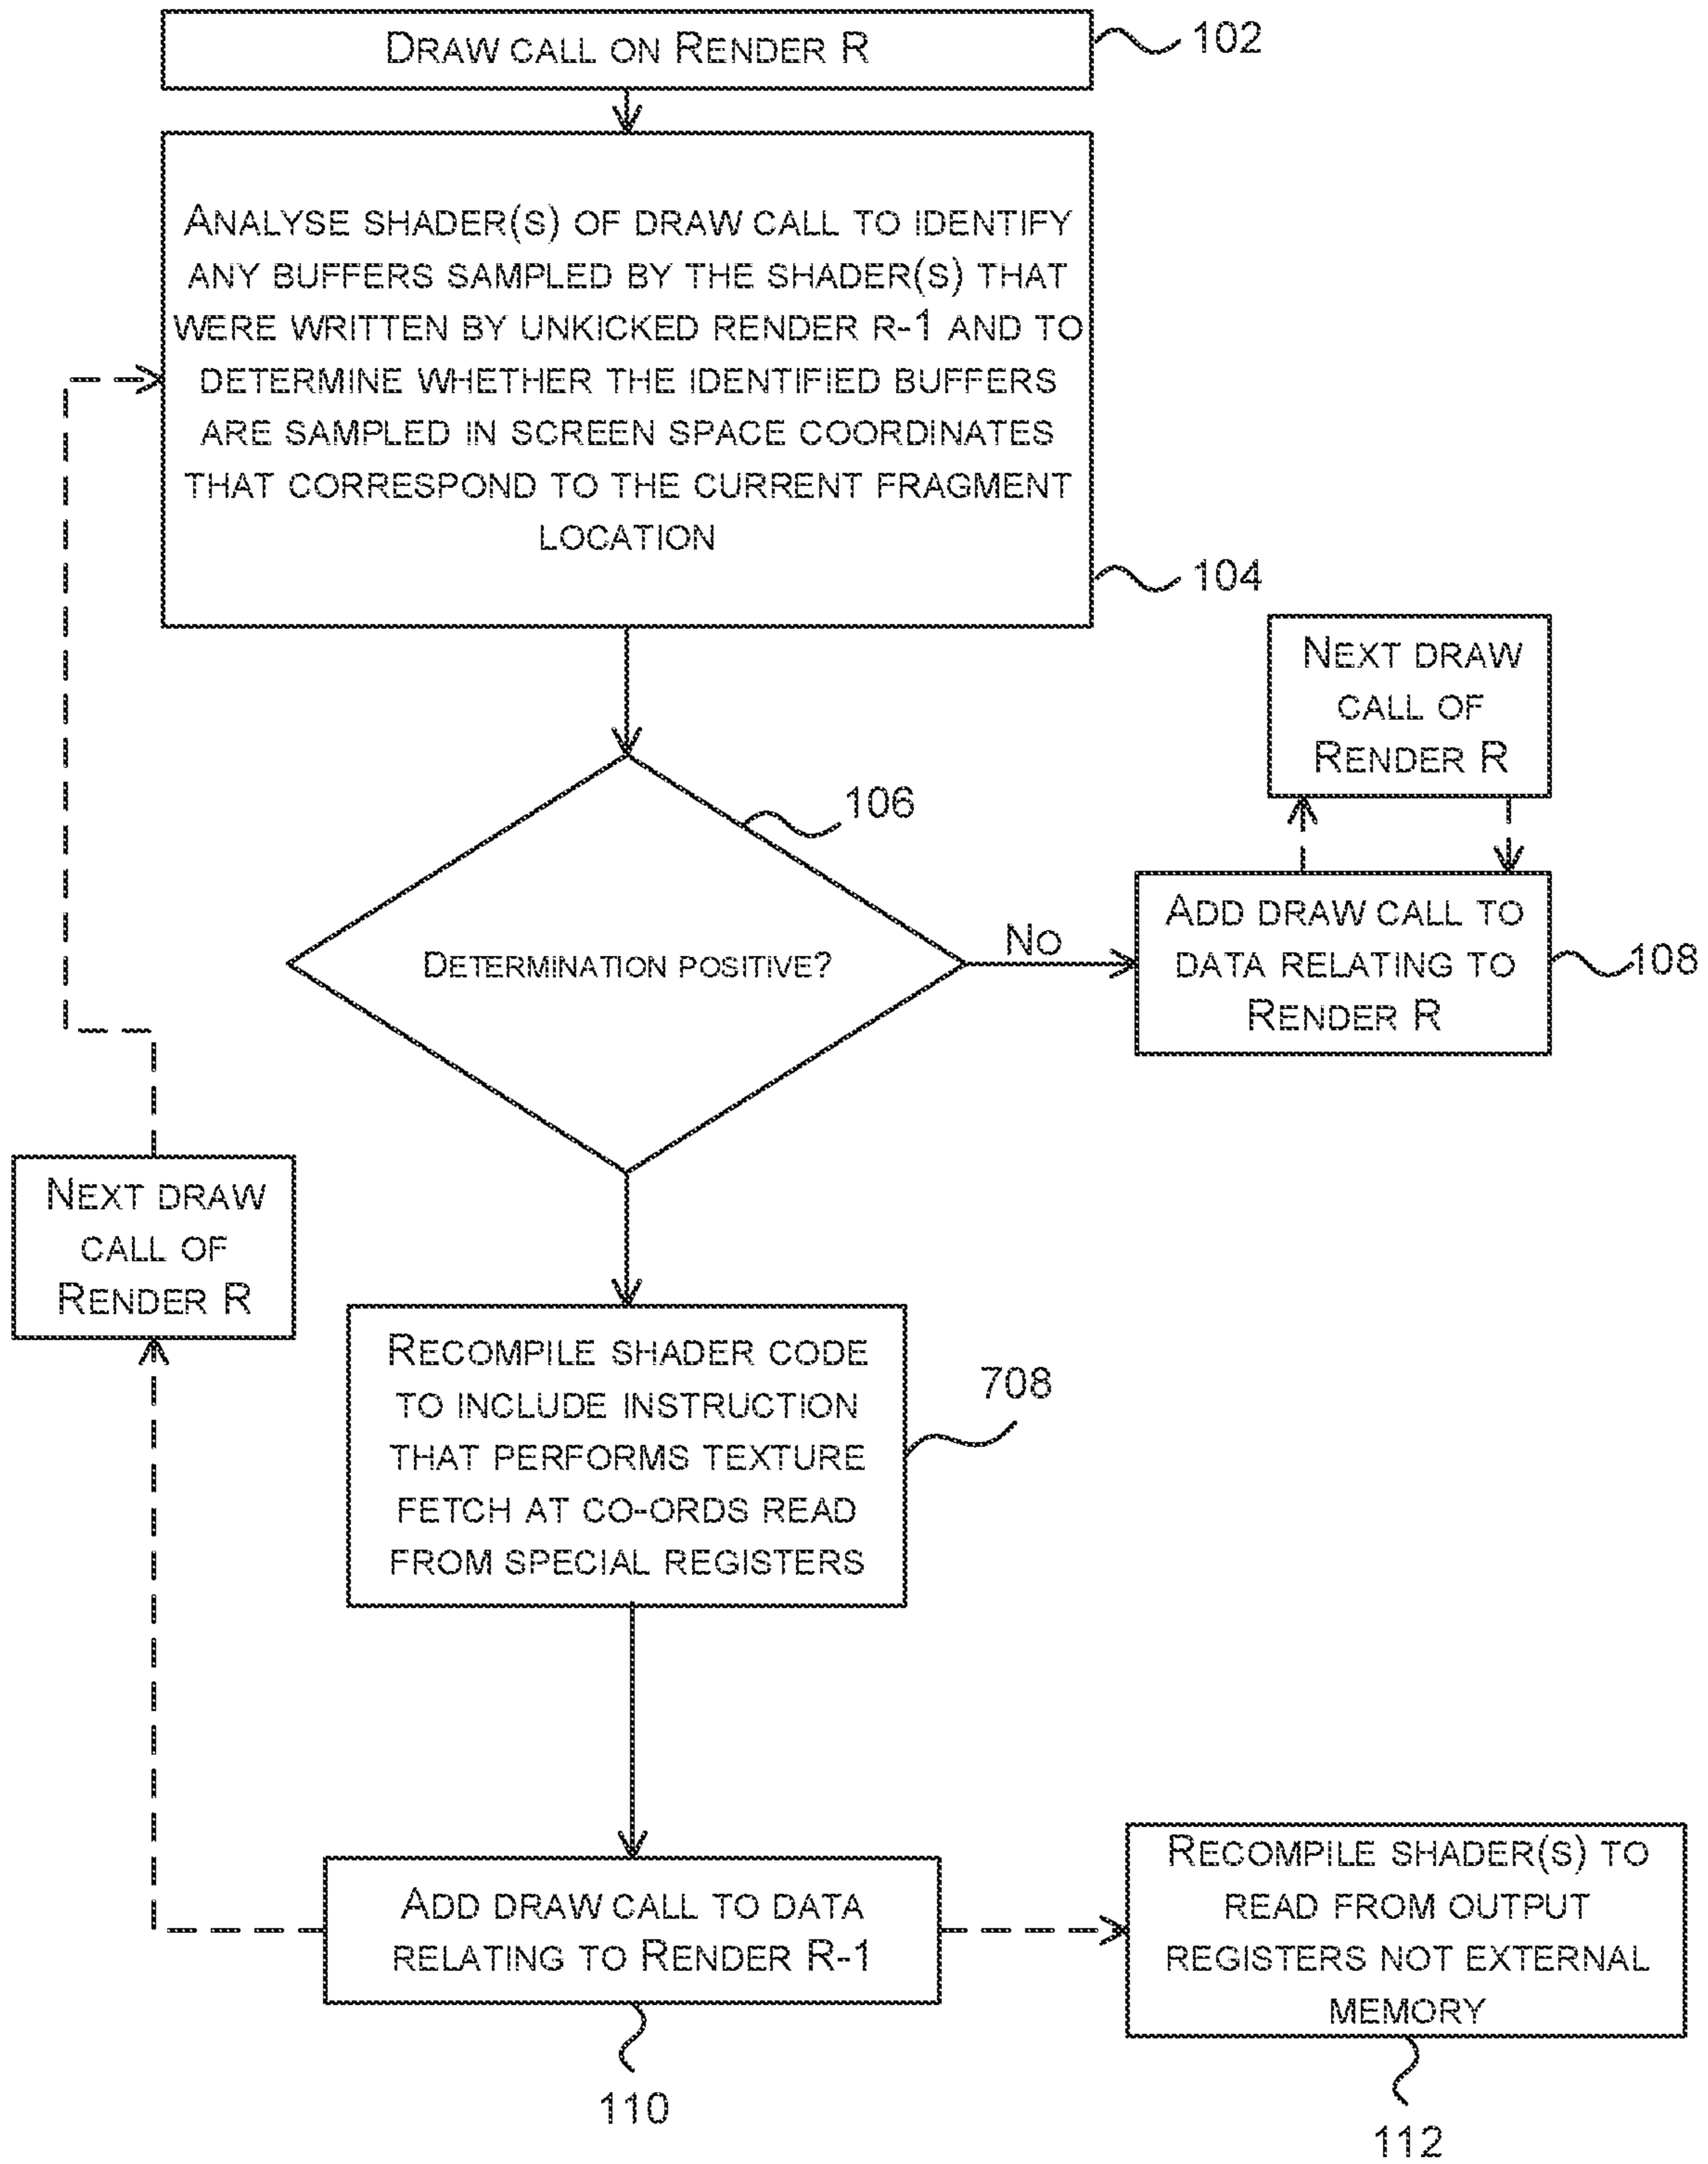 DRAW CALL ON RENDER R
102
ANALYSE SHADER(S) OF DRAW CALL TO IDENTIFY
ANY BUFFERS SAMPLED BY THE SHADER(S) THAT
WERE WRITTEN BY UNKICKED RENDER R-1 AND TO
DETERMINE WHETHER THE IDENTIFIED BUFFERS
ARE SAMPLED IN SCREEN SPACE COORDINATES
THAT CORRESPOND TO THE CURRENT FRAGMENT
LOCATION
104
NEXT DRAW
CALL OF
RENDER R
106
DETERMINATION POSITIVE?
NO
ADD DRAW CALL TO
DATA RELATING TO
RENDER R
108
NEXT DRAW
CALL OF
RENDER R
RECOMPILE SHADER CODE
TO INCLUDE INSTRUCTION
THAT PERFORMS TEXTURE
FETCH AT CO-ORDS READ
FROM SPECIAL REGISTERS
708
ADD DRAW CALL TO DATA
RELATING TO RENDER R-1
110
RECOMPILE SHADER(S) TO
READ FROM OUTPUT
REGISTERS NOT EXTERNAL
MEMORY
112